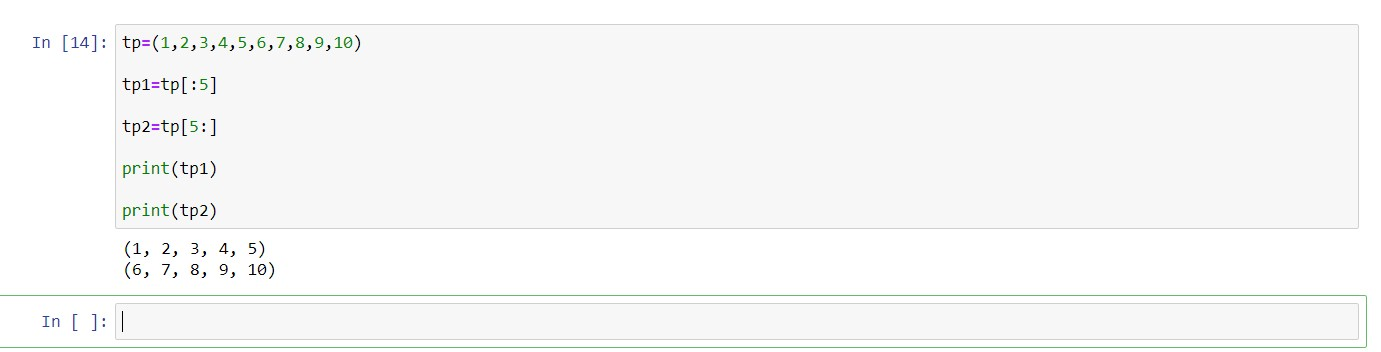 In [14]: tp=(1,2,3,4,5,6,7,8,9,10)
tp1=tp[:5]
tp2=tp[5:]
print(tp1)
print(tp2)
(1, 2, 3, 4, 5)
(6, 7, 8, 9, 10)
In [ ]: